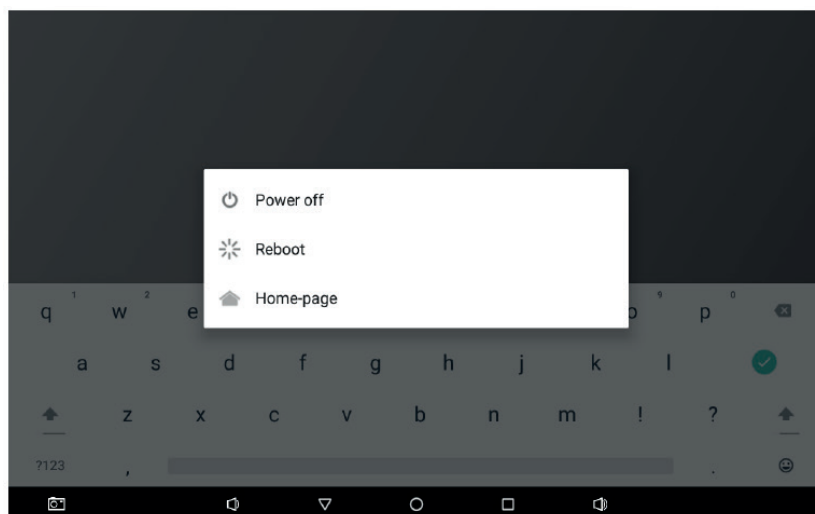 Power off
Reboot
Home-page
1 2 9 0
q w e p
a s d f g h j k l
z x c v b n m ! ?
?123 , .